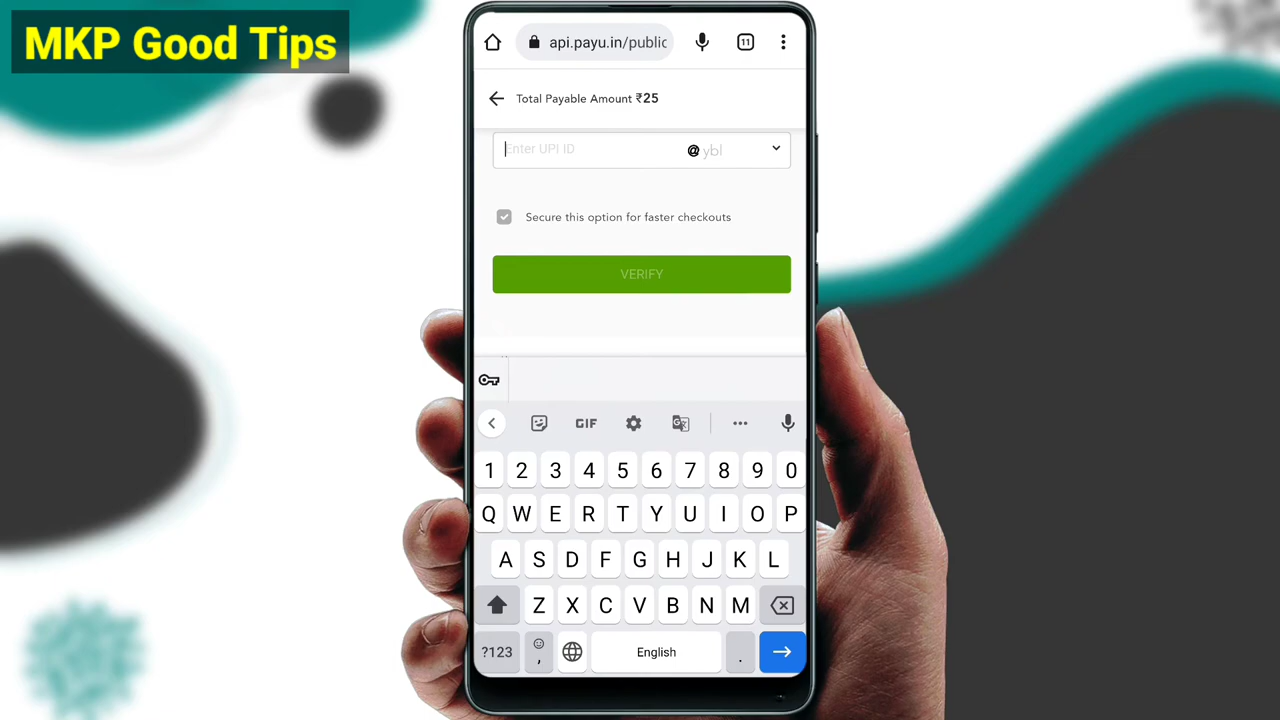 MKP Good Tips
api.payu.in/public
11
Total Payable Amount ₹25
Enter UPI ID @ ybl
Secure this option for faster checkouts
VERIFY
GIF
1 2 3 4 5 6 7 8 9 0
Q W E R T Y U I O P
A S D F G H J K L
Z X C V B N M
?123 , English .